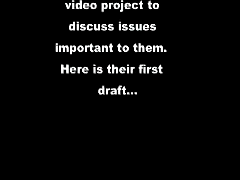 video project to
discuss issues
important to them.
Here is their first
draft...